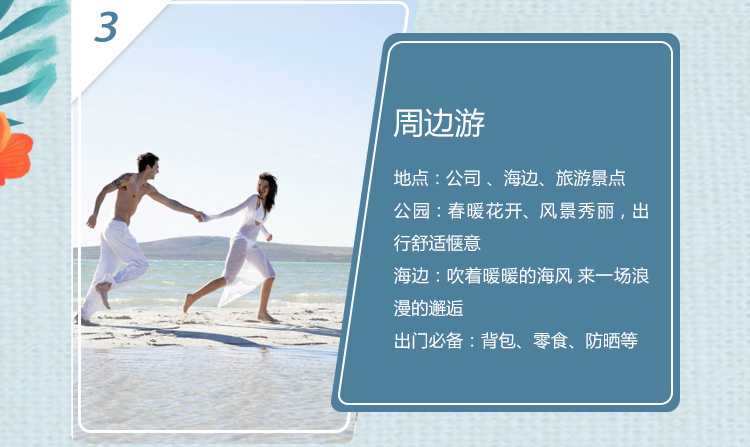 3
周边游
地点：公司 、海边、旅游景点
公园：春暖花开、风景秀丽，出
行舒适惬意
海边：吹着暖暖的海风 来一场浪
漫的邂逅
出门必备：背包、零食、防晒等